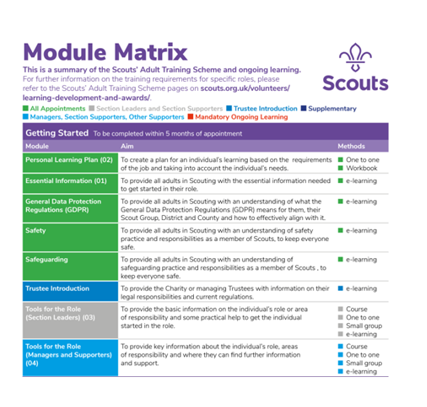 Module Matrix
This is a summary of the Scouts' Adult Training Scheme and ongoing learning.
For further information on the training requirements for specific roles, please
refer to the Scouts' Adult Training Scheme pages on scouts.org.uk/volunteers/
learning-development-and-awards/.
Scouts
All Appointments Section Leaders and Section Supporters Trustee Introduction Supplementary
Managers, Section Supporters, Other Supporters Mandatory Ongoing Learning
Getting Started To be completed within 5 months of appointment
Module Aim Methods
Personal Learning Plan (02) To create a plan for an individual's learning based on the requirements One to one
of the job and taking into account the individual's needs. Workbook
Essential Information (01) To provide all adults in Scouting with the essential information needed e-learning
to get started in their role.
General Data Protection To provide all adults in Scouting with an understanding of what the e-learning
Regulations (GDPR) General Data Protection Regulations (GDPR) means for them, their
Scout Group, District and County and how to effectively align with it.
Safety To provide all adults in Scouting with an understanding of safety e-learning
practice and responsibilities as a member of Scouts, to keep everyone
safe.
Safeguarding To provide all adults in Scouting with an understanding of e-learning
safeguarding practice and responsibilities as a member of Scouts , to
keep everyone safe.
Trustee Introduction To provide the Charity or managing Trustees with information on their e-learning
legal responsibilities and current regulations.
Tools for the Role To provide the basic information on the individual's role or area Course
(Section Leaders) (03) of responsibility and some practical help to get the individual One to one
started in the role. Small group
e-learning
Tools for the Role To provide key information about the individual's role, areas Course
(Managers and Supporters) of responsibility and where they can find further information One to one
(04) and support. Small group
e-learning